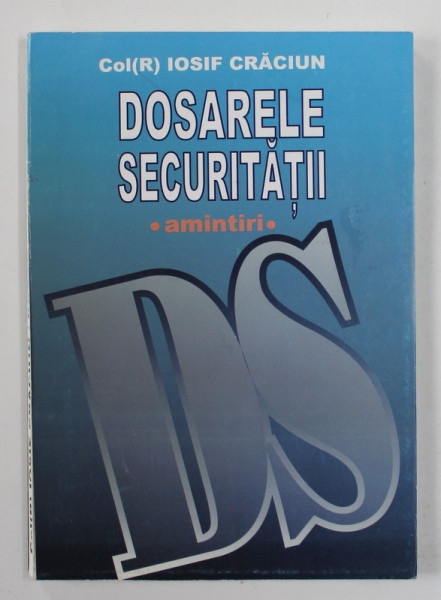 Col(R) IOSIF CRĂCIUN
DOSARELE
SECURITĂȚII
• amintiri •
DS